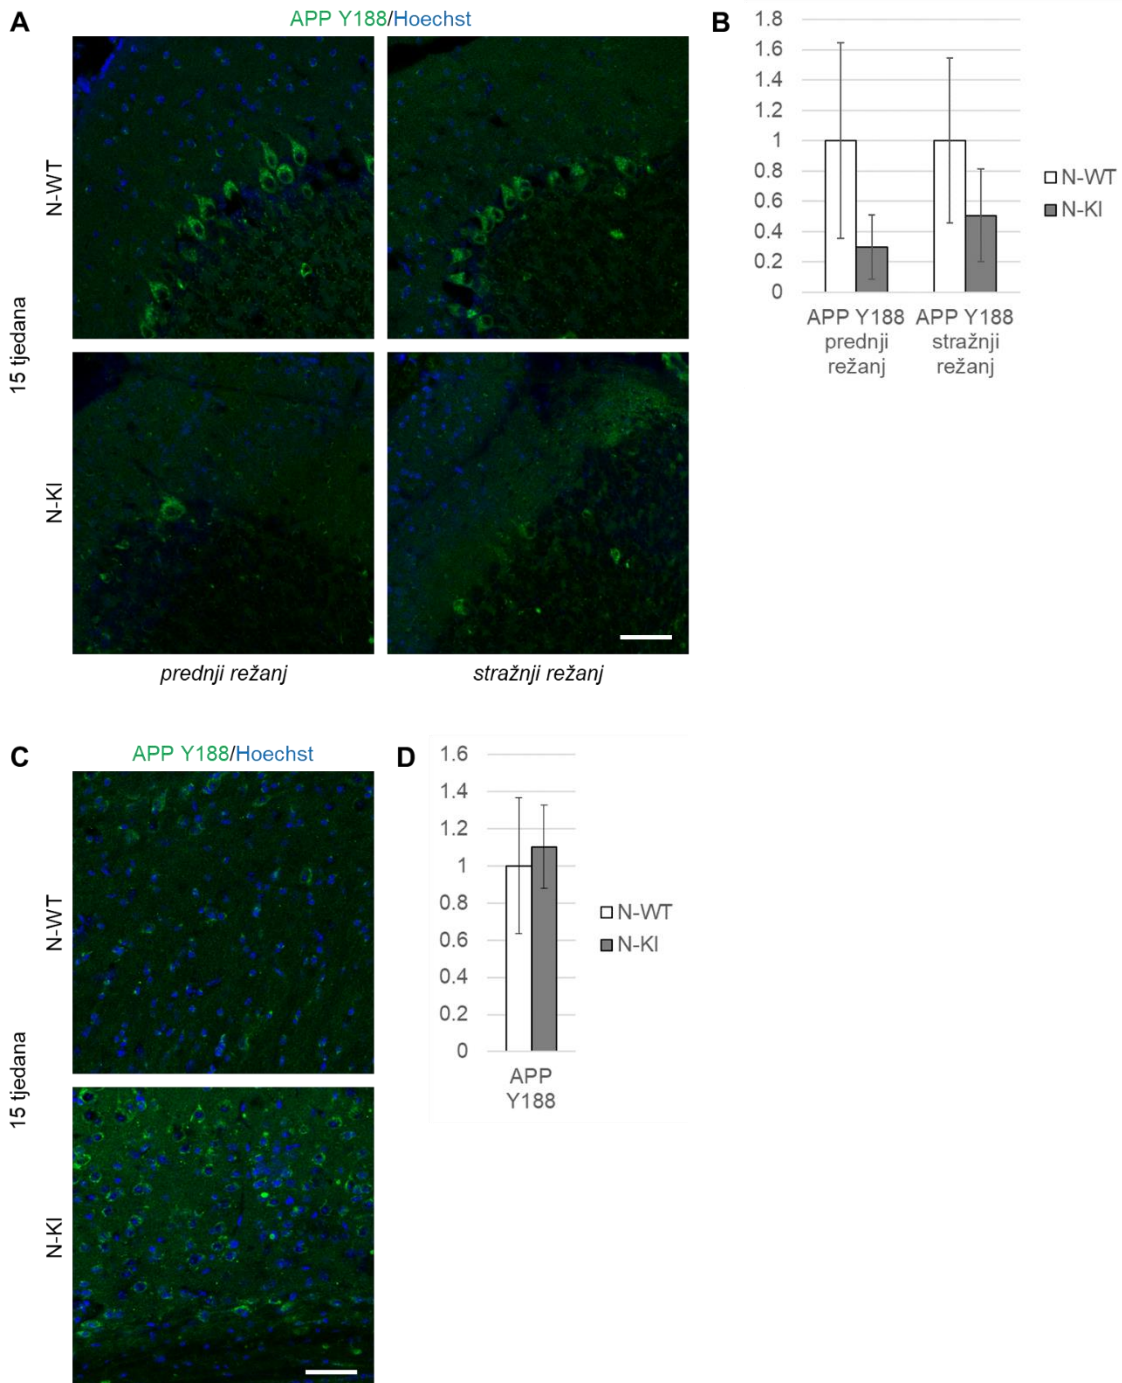 A
APP Y188/Hoechst
N-WT
15 tjedana
N-KI
prednji režanj
stražnji režanj
B
1.8
1.6
1.4
1.2
1
0.8
0.6
0.4
0.2
0
APP Y188
prednji
režanj
APP Y188
stražnji
režanj
N-WT
N-KI
C
APP Y188/Hoechst
N-WT
15 tjedana
N-KI
D
1.6
1.4
1.2
1
0.8
0.6
0.4
0.2
0
APP
Y188
N-WT
N-KI